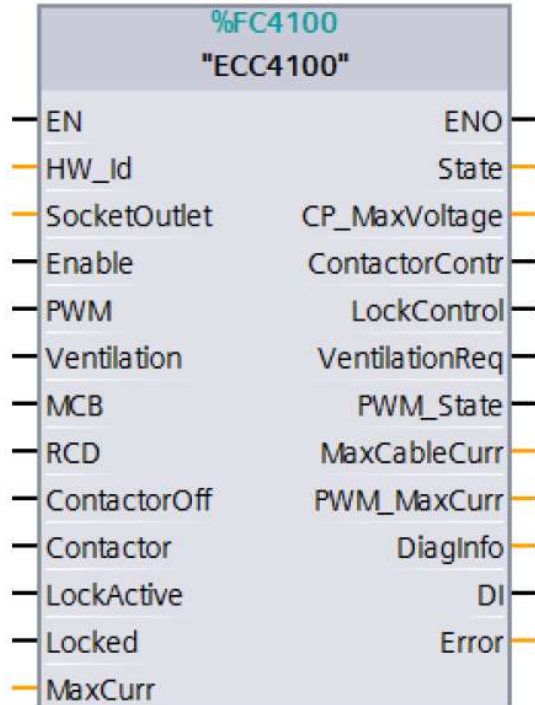 %FC4100
"ECC4100"
EN ENO
HW_Id State
SocketOutlet CP_MaxVoltage
Enable ContactorContr
PWM LockControl
Ventilation VentilationReq
MCB PWM_State
RCD MaxCableCurr
ContactorOff PWM_MaxCurr
Contactor DiagInfo
LockActive DI
Locked Error
MaxCurr